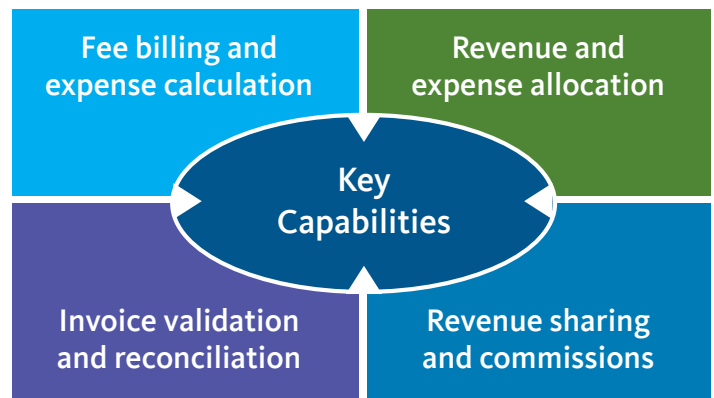 Fee billing and
expense calculation
Revenue and
expense allocation
Key
Capabilities
Invoice validation
and reconciliation
Revenue sharing
and commissions